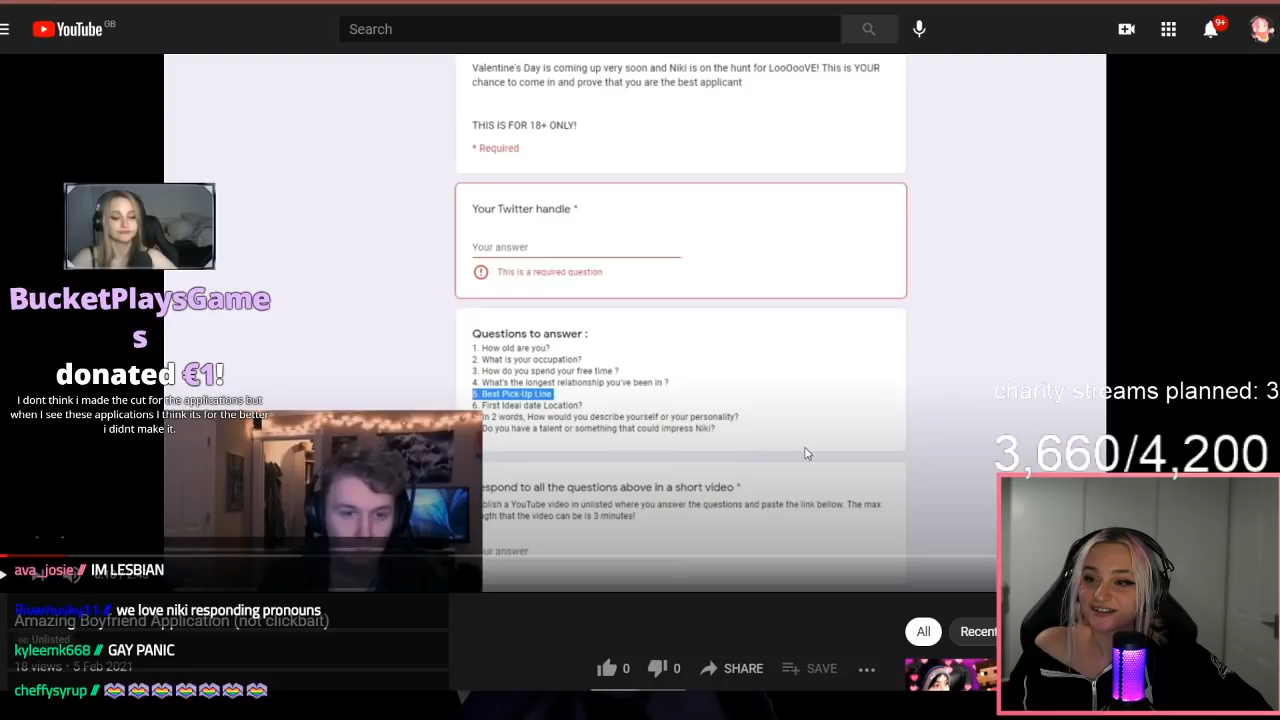 YouTube GB
Search
9+
Valentine's Day is coming up very soon and Niki is on the hunt for LooOooVE! This is YOUR
chance to come in and prove that you are the best applicant
THIS IS FOR 18+ ONLY!
* Required
Your Twitter handle *
Your answer
This is a required question
BucketPlaysGame
s
donated €1!
I dont think i made the cut for the applications but
when I see these applications I think its for the better
i didnt make it.
Questions to answer :
1. How old are you?
2. What is your occupation?
3. How do you spend your free time ?
4. What's the longest relationship you've been in ?
5. Best Pick-Up Line
6. First Ideal date Location?
In 2 words, How would you describe yourself or your personality?
Do you have a talent or something that could impress Niki?
charity streams planned: 3
3,660/4,200
espond to all the questions above in a short video *
blish a YouTube video in unlisted where you answer the questions and paste the link bellow. The max
gth that the video can be is 3 minutes!
ur answer
ava_josie // IM LESBIAN
Riverhusky11 // we love niki responding pronouns
Amazing Boyfriend Application (not clickbait)
Unlisted
kyleemk668 // GAY PANIC
18 views • 5 Feb 2021
cheffysyrup //
All
Recent
0
0
SHARE
SAVE